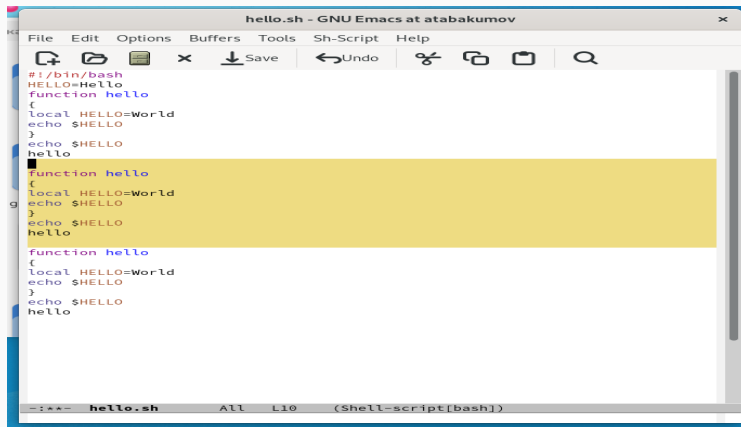 hello.sh - GNU Emacs at atabakumov
File Edit Options Buffers Tools Sh-Script Help
Save Undo
#!/bin/bash
HELLO=Hello
function hello
{
local HELLO=World
echo $HELLO
}
echo $HELLO
hello
function hello
{
local HELLO=World
echo $HELLO
}
echo $HELLO
hello
function hello
{
local HELLO=World
echo $HELLO
}
echo $HELLO
hello
-:**- hello.sh All L10 (Shell-script[bash])